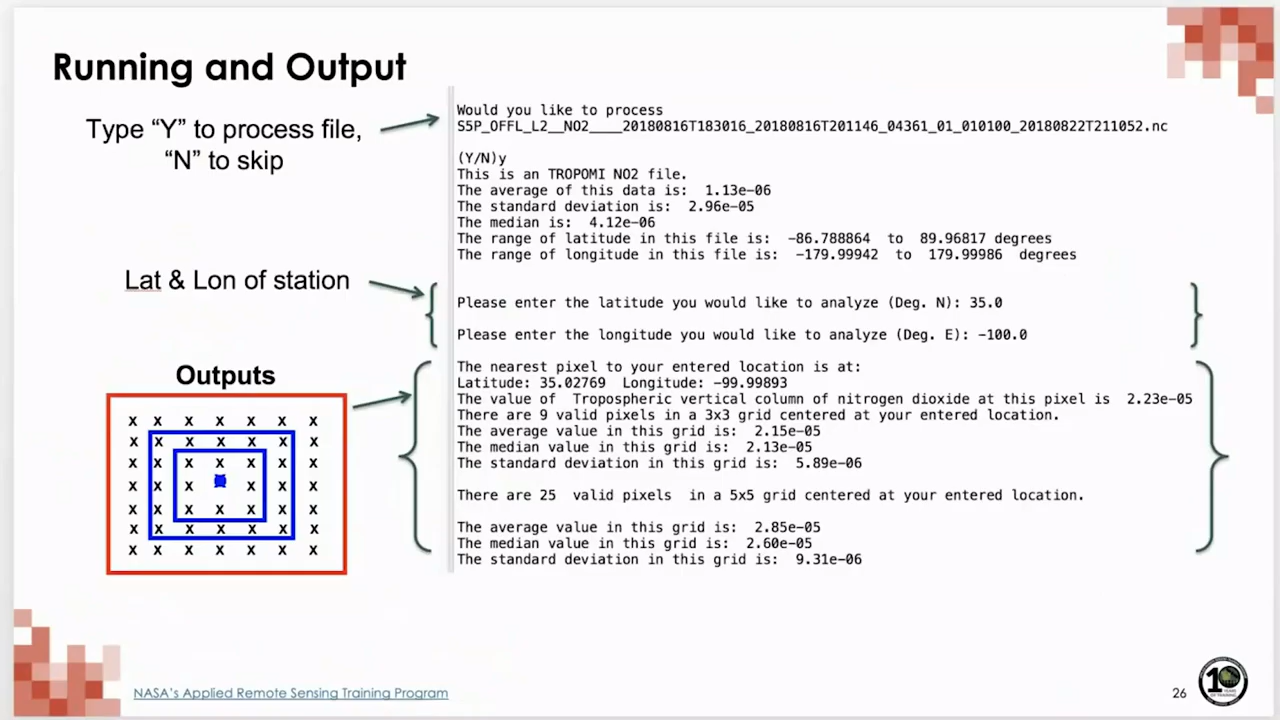 Running and Output
Type “Y” to process file,
“N” to skip
Would you like to process
S5P_OFFL_L2__NO2____20180816T183016_20180816T201146_04361_01_010100_20180822T211052.nc
(Y/N)y
This is an TROPOMI NO2 file.
The average of this data is:  1.13e-06
The standard deviation is:  2.96e-05
The median is:  4.12e-06
The range of latitude in this file is:  -86.788864  to  89.96817 degrees
The range of longitude in this file is:  -179.99942  to  179.99986  degrees
Lat & Lon of station
Please enter the latitude you would like to analyze (Deg. N): 35.0
Please enter the longitude you would like to analyze (Deg. E): -100.0
Outputs
x x x x x x x
x x x x x x x
x x x x x x x
x x x x x x
x x x x x x x
x x x x x x x
x x x x x x x
The nearest pixel to your entered location is at:
Latitude: 35.02769  Longitude: -99.99893
The value of  Tropospheric vertical column of nitrogen dioxide at this pixel is  2.23e-05
There are 9 valid pixels in a 3x3 grid centered at your entered location.
The average value in this grid is:  2.15e-05
The median value in this grid is:  2.13e-05
The standard deviation in this grid is:  5.89e-06
There are 25  valid pixels  in a 5x5 grid centered at your entered location.
The average value in this grid is:  2.85e-05
The median value in this grid is:  2.60e-05
The standard deviation in this grid is:  9.31e-06
NASA's Applied Remote Sensing Training Program
26
10